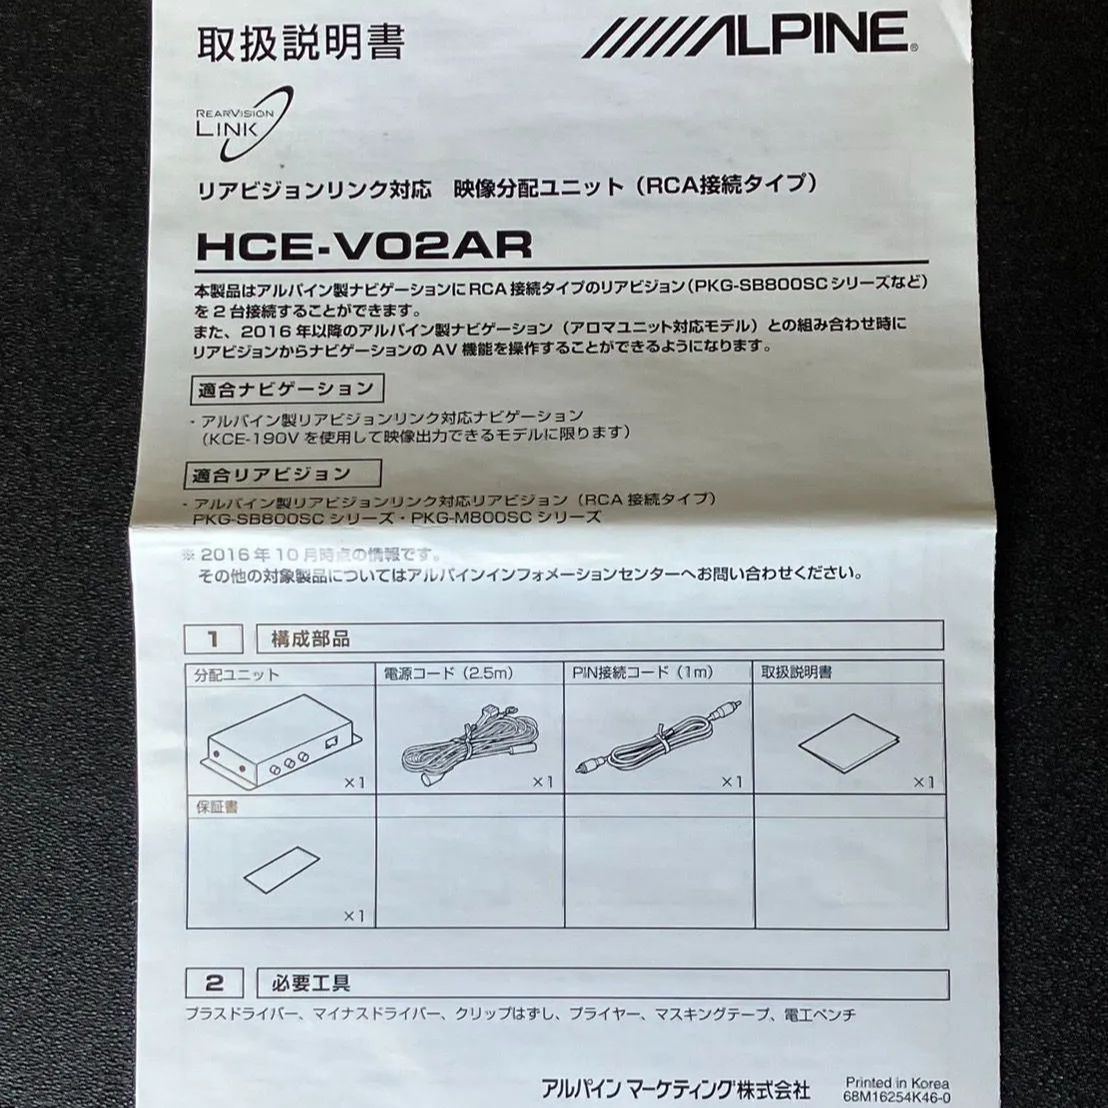 取扱説明書
ALPINE®
REARVISION
LINK
リアビジョンリンク対応 映像分配ユニット（RCA接続タイプ）
HCE-V02AR
本製品はアルパイン製ナビゲーションにRCA接続タイプのリアビジョン（PKG-SB800SCシリーズなど）
を2台接続することができます。
また、2016年以降のアルパイン製ナビゲーション（アロマユニット対応モデル）との組み合わせ時に
リアビジョンからナビゲーションのAV機能を操作することができるようになります。
適合ナビゲーション
- アルパイン製リアビジョンリンク対応ナビゲーション
（KCE-190Vを使用して映像出力できるモデルに限ります）
適合リアビジョン
- アルパイン製リアビジョンリンク対応リアビジョン（RCA接続タイプ）
PKG-SB800SCシリーズ・PKG-M800SCシリーズ
※ 2016年10月時点の情報です。
その他の対象製品についてはアルパインインフォメーションセンターへお問い合わせください。
1 構成部品
分配ユニット 電源コード（2.5m） PIN接続コード（1m） 取扱説明書
×1 ×1 ×1 ×1
保証書
×1
2 必要工具
プラスドライバー、マイナスドライバー、クリップはずし、プライヤー、マスキングテープ、電工ペンチ
アルパイン マーケティング株式会社
Printed in Korea
68M16254K46-0